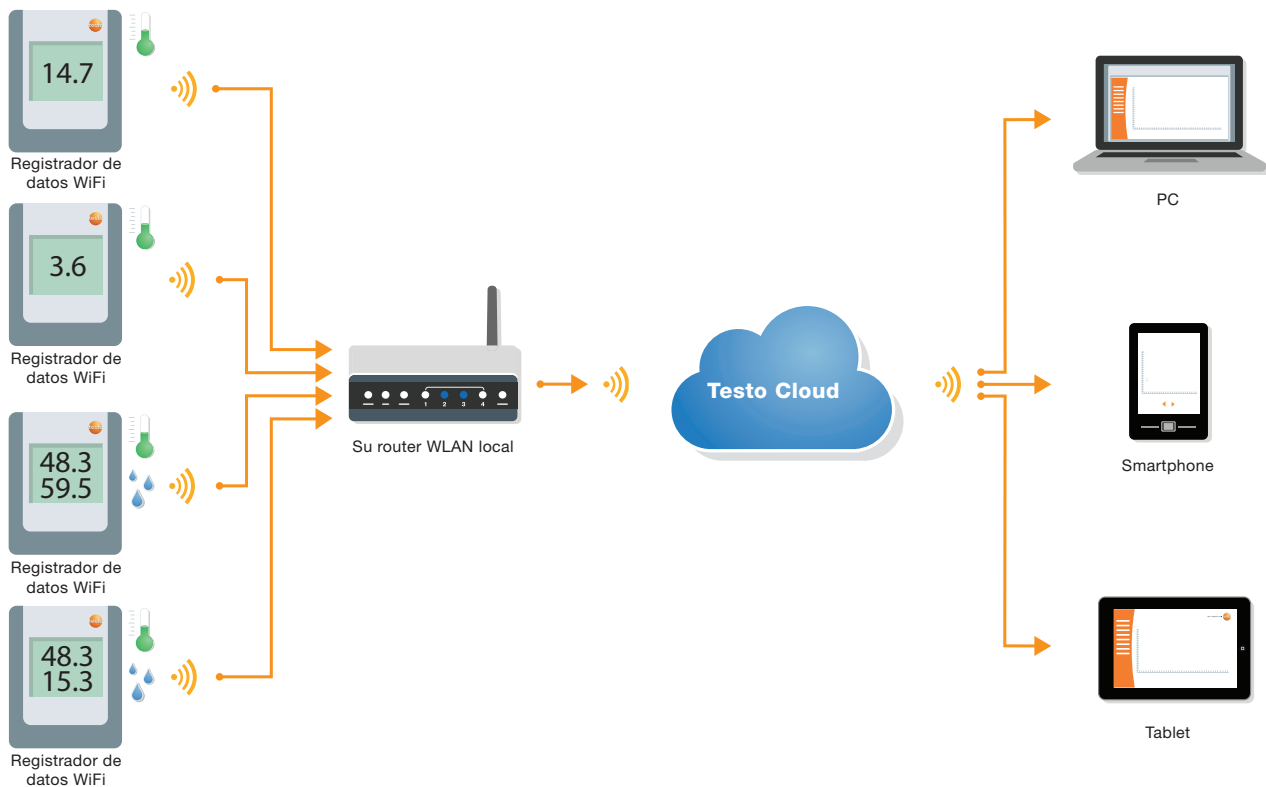 14.7
Registrador de
datos WiFi
3.6
Registrador de
datos WiFi
48.3
59.5
Registrador de
datos WiFi
48.3
15.3
Registrador de
datos WiFi
1 2 3 4
Su router WLAN local
Testo Cloud
PC
Smartphone
Tablet